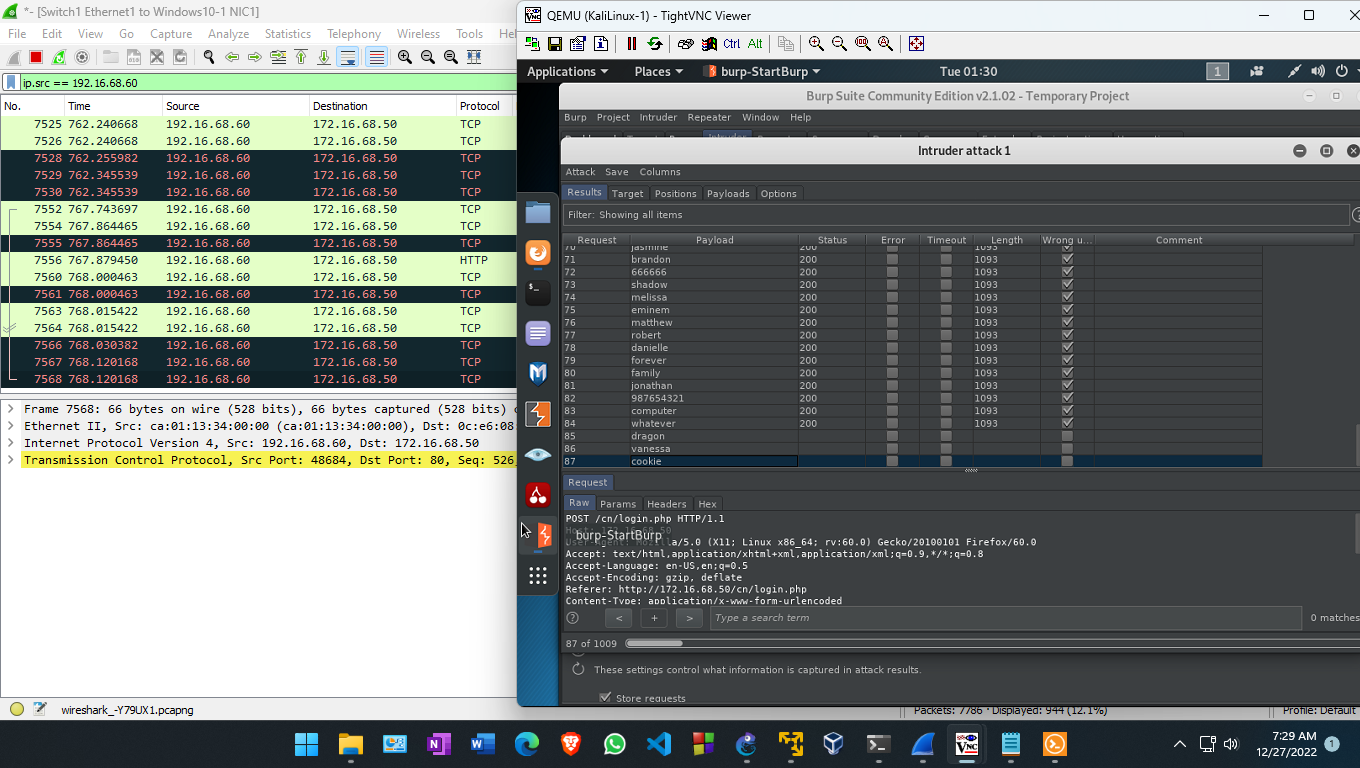 *- [Switch1 Ethernet1 to Windows10-1 NIC1]
File Edit View Go Capture Analyze Statistics Telephony Wireless Tools Hel
ip.src == 192.16.68.60
No. Time Source Destination Protocol
7525 762.240668 192.16.68.60 172.16.68.50 TCP
7526 762.240668 192.16.68.60 172.16.68.50 TCP
7528 762.255982 192.16.68.60 172.16.68.50 TCP
7529 762.345539 192.16.68.60 172.16.68.50 TCP
7530 762.345539 192.16.68.60 172.16.68.50 TCP
7552 767.743697 192.16.68.60 172.16.68.50 TCP
7554 767.864465 192.16.68.60 172.16.68.50 TCP
7555 767.864465 192.16.68.60 172.16.68.50 TCP
7556 767.879450 192.16.68.60 172.16.68.50 HTTP
7560 768.000463 192.16.68.60 172.16.68.50 TCP
7561 768.000463 192.16.68.60 172.16.68.50 TCP
7563 768.015422 192.16.68.60 172.16.68.50 TCP
7564 768.015422 192.16.68.60 172.16.68.50 TCP
7566 768.030382 192.16.68.60 172.16.68.50 TCP
7567 768.120168 192.16.68.60 172.16.68.50 TCP
7568 768.120168 192.16.68.60 172.16.68.50 TCP
Frame 7568: 66 bytes on wire (528 bits), 66 bytes captured (528 bits) o
Ethernet II, Src: ca:01:13:34:00:00 (ca:01:13:34:00:00), Dst: 0c:e6:08:
Internet Protocol Version 4, Src: 192.16.68.60, Dst: 172.16.68.50
Transmission Control Protocol, Src Port: 48684, Dst Port: 80, Seq: 526,
wireshark_-Y79UX1.pcapng
Packets: 7786 · Displayed: 944 (12.1%)
Profile: Default
QEMU (KaliLinux-1) - TightVNC Viewer
Ctrl Alt
Applications Places burp-StartBurp Tue 01:30 1
Burp Suite Community Edition v2.1.02 - Temporary Project
Burp Project Intruder Repeater Window Help
Intruder attack 1
Attack Save Columns
Results Target Positions Payloads Options
Filter: Showing all items
Request Payload Status Error Timeout Length Wrong u... Comment
70 jasmine 200 1093
71 brandon 200 1093
72 666666 200 1093
73 shadow 200 1093
74 melissa 200 1093
75 eminem 200 1093
76 matthew 200 1093
77 robert 200 1093
78 danielle 200 1093
79 forever 200 1093
80 family 200 1093
81 jonathan 200 1093
82 987654321 200 1093
83 computer 200 1093
84 whatever 200 1093
85 dragon
86 vanessa
87 cookie
Request
Raw Params Headers Hex
POST /cn/login.php HTTP/1.1
Host: 172.16.68.50
burp-StartBurp
User-Agent: Mozilla/5.0 (X11; Linux x86_64; rv:60.0) Gecko/20100101 Firefox/60.0
Accept: text/html,application/xhtml+xml,application/xml;q=0.9,*/*;q=0.8
Accept-Language: en-US,en;q=0.5
Accept-Encoding: gzip, deflate
Referer: http://172.16.68.50/cn/login.php
Content-Type: application/x-www-form-urlencoded
? < + > Type a search term 0 matches
87 of 1009
These settings control what information is captured in attack results.
Store requests
7:29 AM
12/27/2022
1